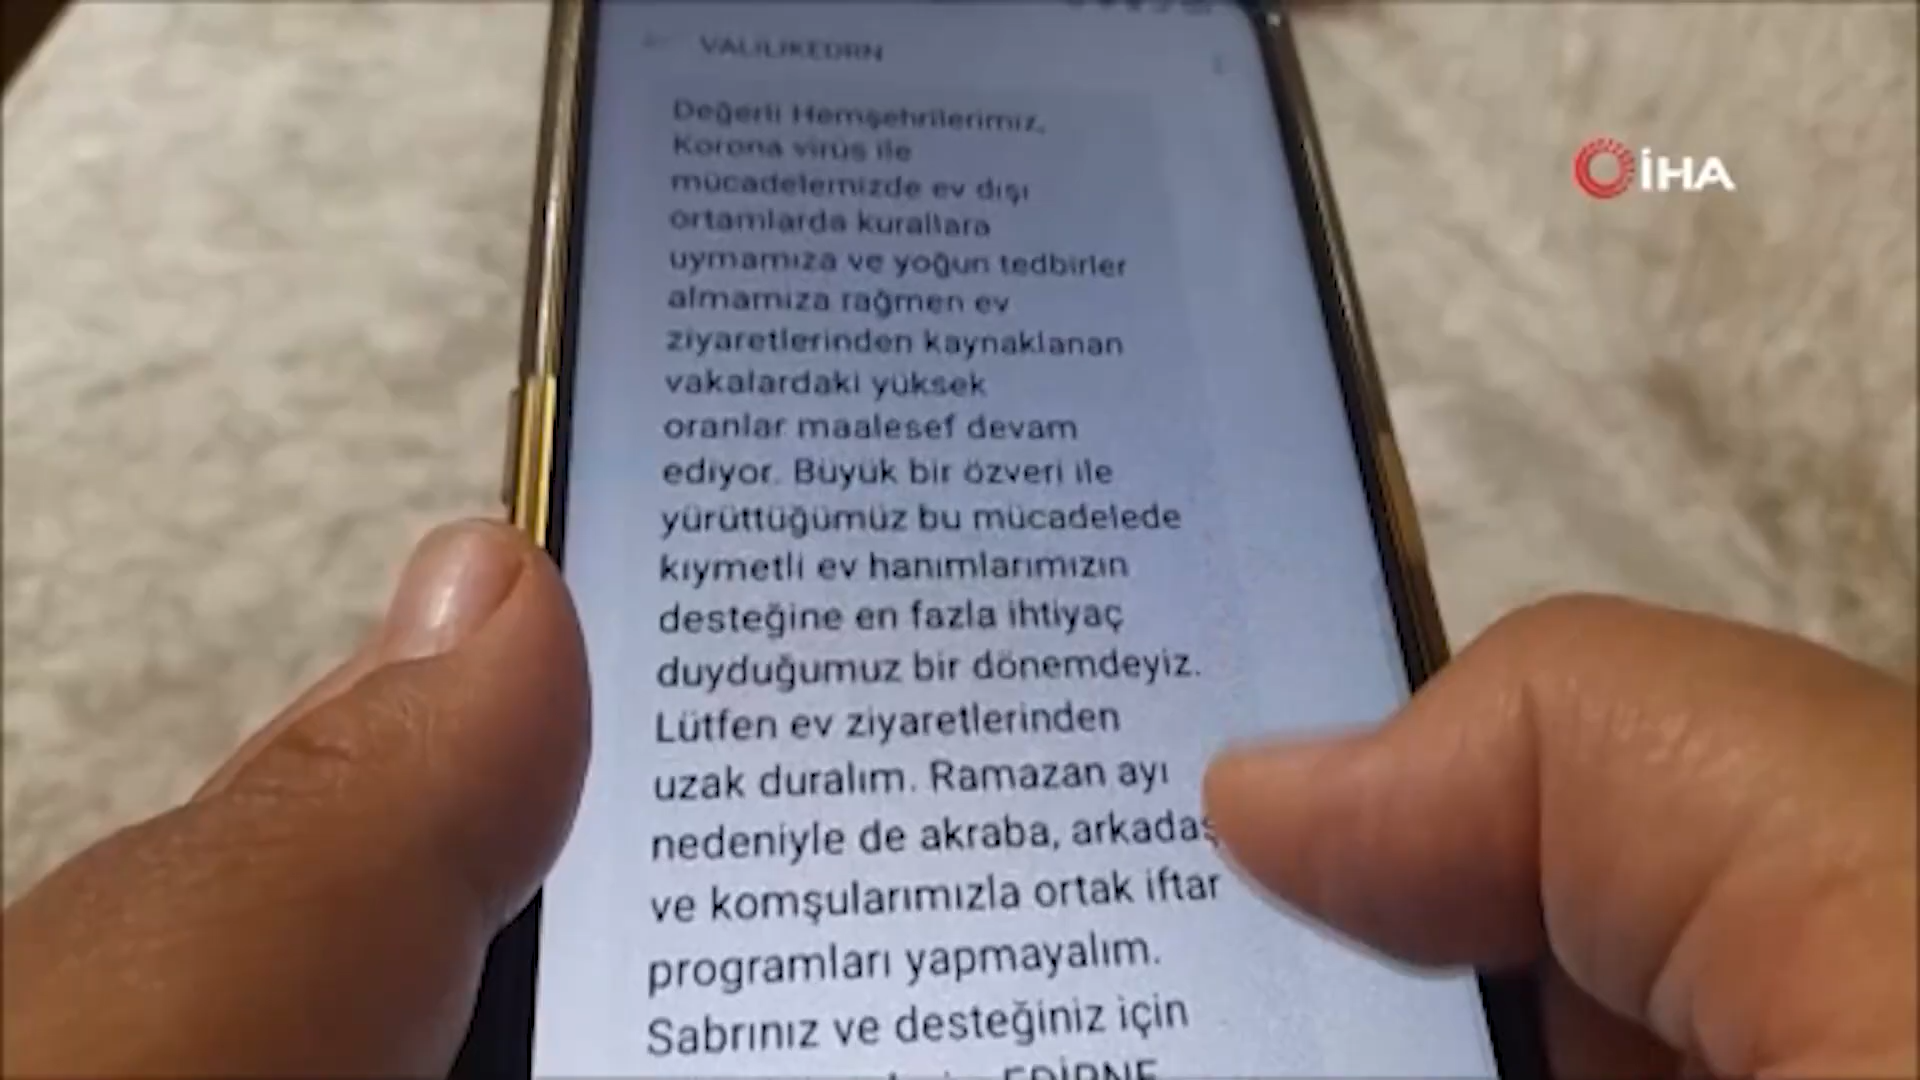 VALILIKEDRN
Değerli Hemşehrilerimiz,
Korona virüs ile
mücadelemizde ev dışı
ortamlarda kurallara
uymamıza ve yoğun tedbirler
almamıza rağmen ev
ziyaretlerinden kaynaklanan
vakalardaki yüksek
oranlar maalesef devam
ediyor. Büyük bir özveri ile
yürüttüğümüz bu mücadelede
kıymetli ev hanımlarımızın
desteğine en fazla ihtiyaç
duyduğumuz bir dönemdeyiz.
Lütfen ev ziyaretlerinden
uzak duralım. Ramazan ayı
nedeniyle de akraba, arkadaş
ve komşularımızla ortak iftar
programları yapmayalım.
Sabrınız ve desteğiniz için
EDİRNE
İHA